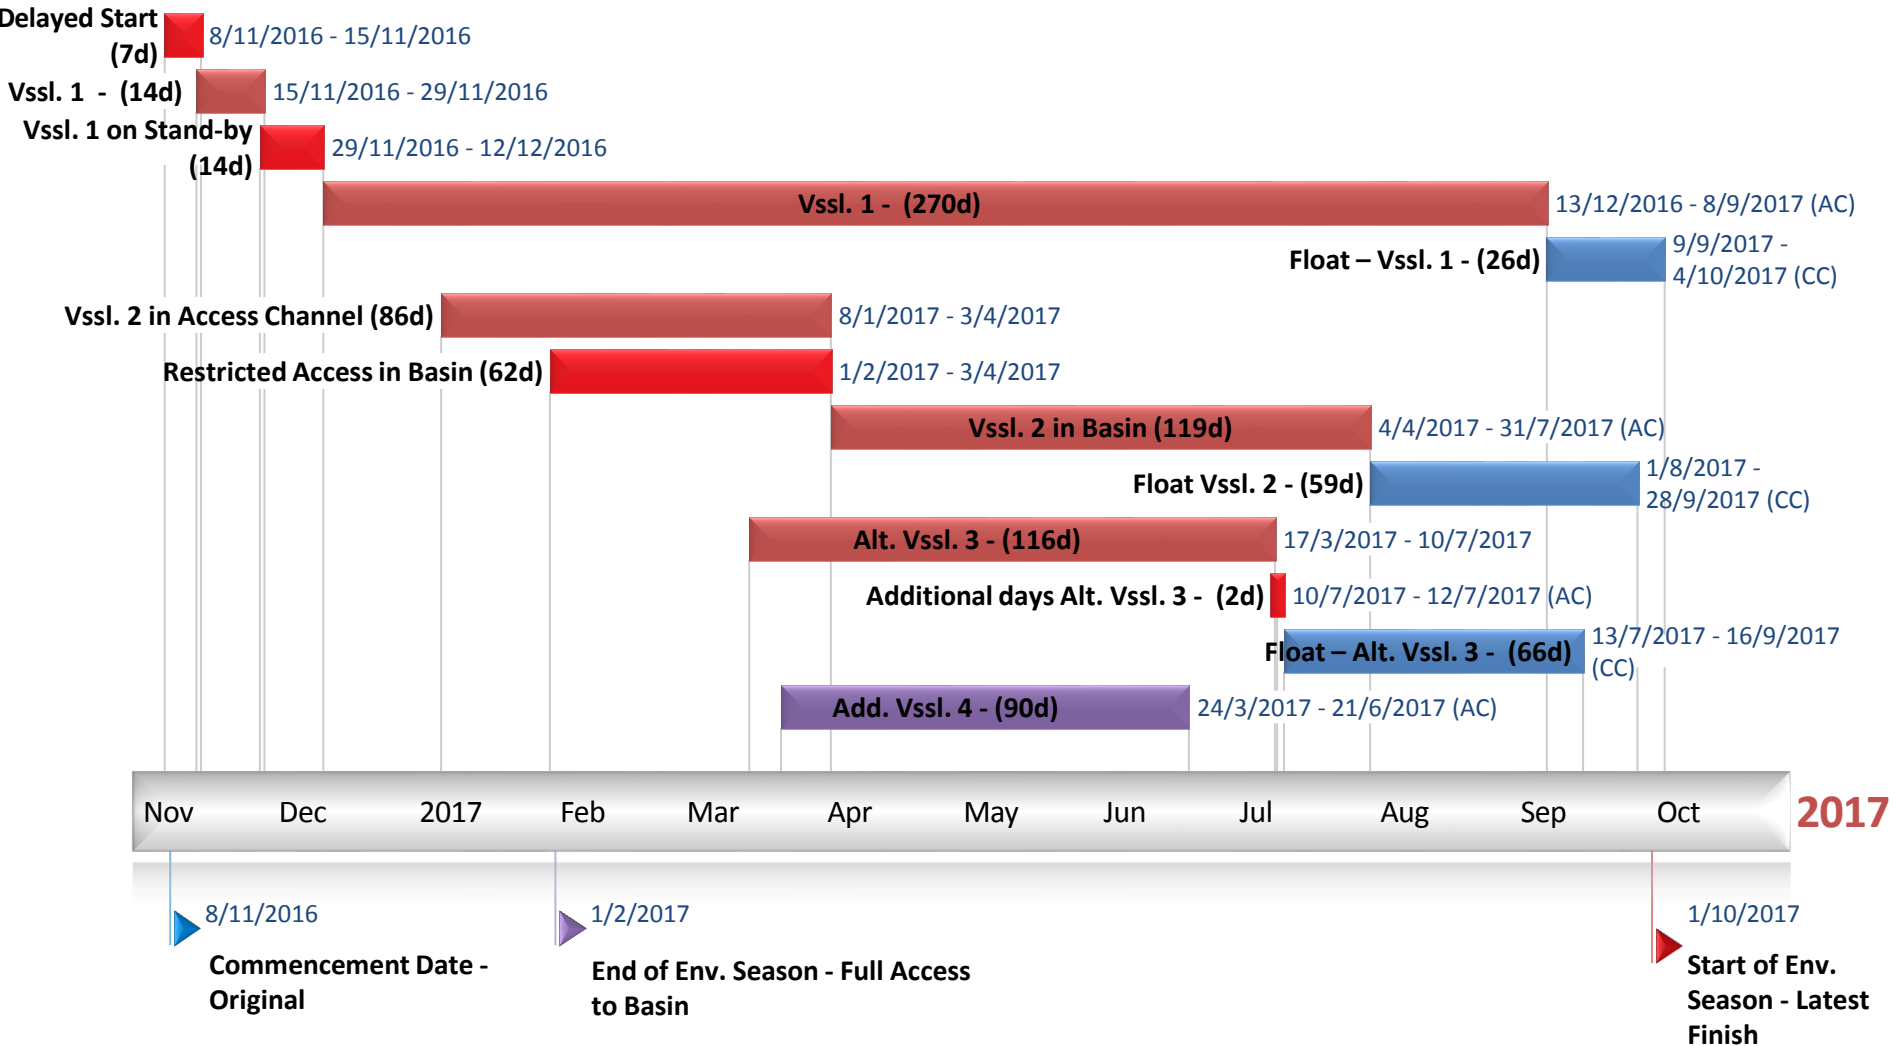 Delayed Start
(7d)
8/11/2016 - 15/11/2016
Vssl. 1  -  (14d)
15/11/2016 - 29/11/2016
Vssl. 1 on Stand-by
(14d)
29/11/2016 - 12/12/2016
Vssl. 1 -  (270d)
13/12/2016 - 8/9/2017 (AC)
Float – Vssl. 1 - (26d)
9/9/2017 -
4/10/2017 (CC)
Vssl. 2 in Access Channel (86d)
8/1/2017 - 3/4/2017
Restricted Access in Basin (62d)
1/2/2017 - 3/4/2017
Vssl. 2 in Basin (119d)
4/4/2017 - 31/7/2017 (AC)
Float Vssl. 2 - (59d)
1/8/2017 -
28/9/2017 (CC)
Alt. Vssl. 3 - (116d)
17/3/2017 - 10/7/2017
Additional days Alt. Vssl. 3 -  (2d)
10/7/2017 - 12/7/2017 (AC)
Float – Alt. Vssl. 3 -  (66d)
13/7/2017 - 16/9/2017
(CC)
Add. Vssl. 4 - (90d)
24/3/2017 - 21/6/2017 (AC)
Nov Dec 2017 Feb Mar Apr May Jun Jul Aug Sep Oct 2017
8/11/2016
Commencement Date -
Original
1/2/2017
End of Env. Season - Full Access
to Basin
1/10/2017
Start of Env.
Season - Latest
Finish